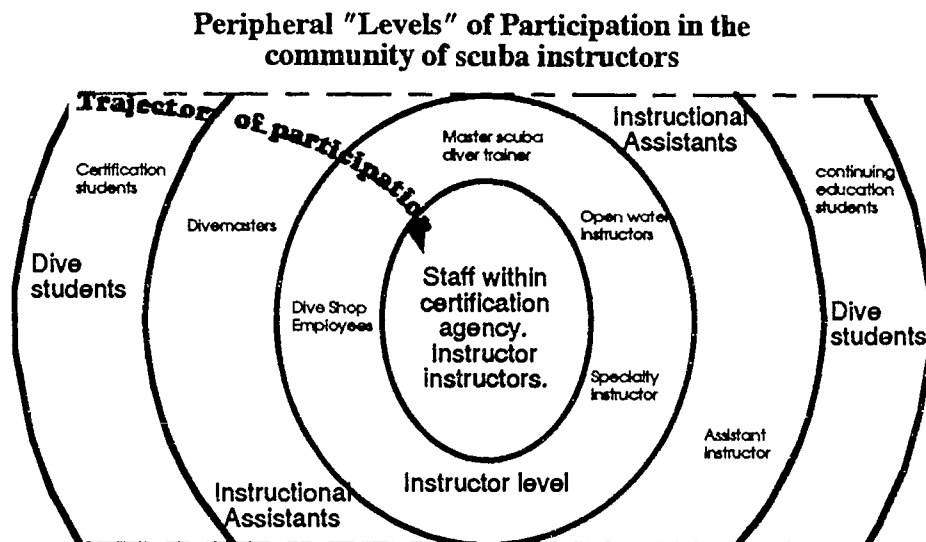 Peripheral "Levels" of Participation in the
community of scuba instructors
Trajector of participation
Instructional
Assistants
Master scuba
diver trainer
Certification
students
continuing
education
students
Divemasters
Open water
instructors
Dive
students
Staff within
certification
agency.
Instructor
instructors.
Dive Shop
Employees
Dive
students
Specialty
instructor
Assistant
instructor
Instructor level
Instructional
Assistants